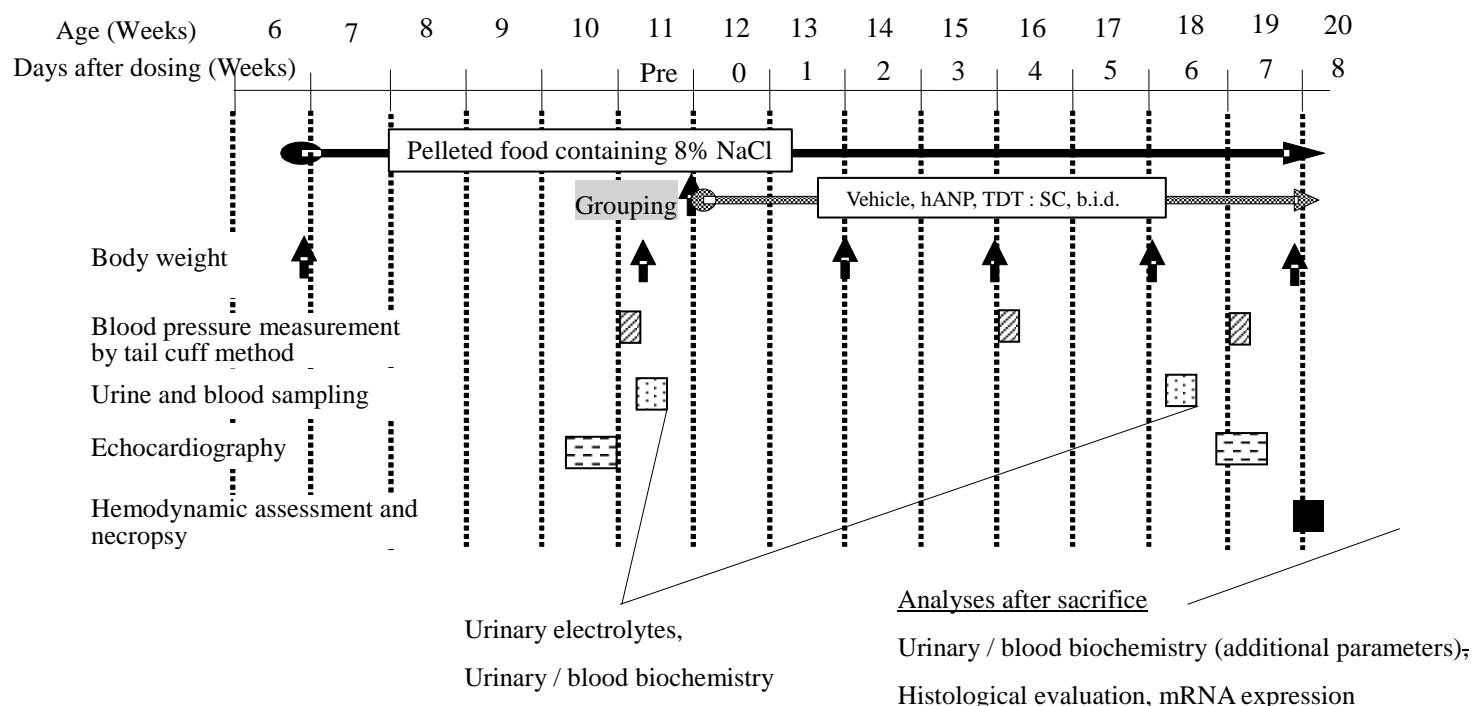 Age (Weeks) 6 7 8 9 10 11 12 13 14 15 16 17 18 19 20
Days after dosing (Weeks) Pre 0 1 2 3 4 5 6 7 8
Pelleted food containing 8% NaCl
Grouping
Vehicle, hANP, TDT : SC, b.i.d.
Body weight
Blood pressure measurement
by tail cuff method
Urine and blood sampling
Echocardiography
Hemodynamic assessment and
necropsy
Urinary electrolytes,
Urinary / blood biochemistry
Analyses after sacrifice
Urinary / blood biochemistry (additional parameters),
Histological evaluation, mRNA expression